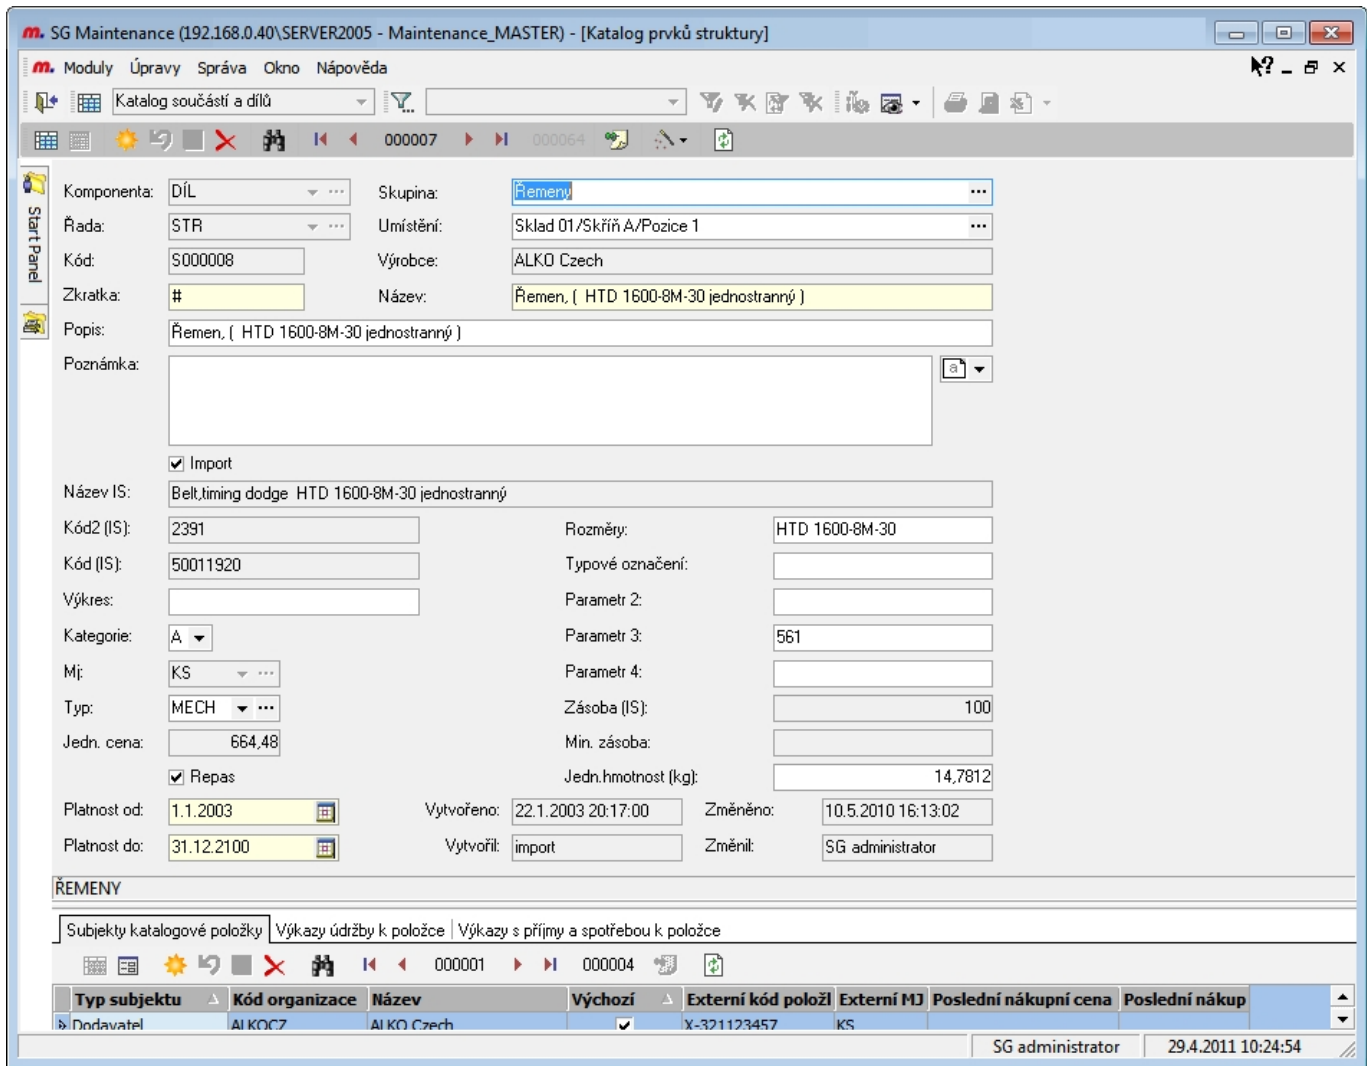 m. SG Maintenance (192.168.0.40\SERVER2005 - Maintenance_MASTER) - [Katalog prvků struktury]
m. Moduly Úpravy Správa Okno Nápověda
Katalog součástí a dílů
000007 000064
Start Panel
Komponenta: DÍL Skupina: Řemeny
Řada: STR Umístění: Sklad 01/Skříň A/Pozice 1
Kód: S000008 Výrobce: ALKO Czech
Zkratka: # Název: Řemen, ( HTD 1600-8M-30 jednostranný )
Popis: Řemen, ( HTD 1600-8M-30 jednostranný )
Poznámka: a
Import
Název IS: Belt,timing dodge HTD 1600-8M-30 jednostranný
Kód2 (IS): 2391 Rozměry: HTD 1600-8M-30
Kód (IS): 50011920 Typové označení:
Výkres: Parametr 2:
Kategorie: A Parametr 3: 561
Mj: KS Parametr 4:
Typ: MECH Zásoba (IS): 100
Jedn. cena: 664,48 Min. zásoba:
Repas Jedn.hmotnost (kg): 14,7812
Platnost od: 1.1.2003 Vytvořeno: 22.1.2003 20:17:00 Změněno: 10.5.2010 16:13:02
Platnost do: 31.12.2100 Vytvořil: import Změnil: SG administrator
ŘEMENY
Subjekty katalogové položky Výkazy údržby k položce Výkazy s příjmy a spotřebou k položce
000001 000004
Typ subjektu Kód organizace Název Výchozí Externí kód položl Externí MJ Poslední nákupní cena Poslední nákup
Dodavatel ALKOCZ ALKO Czech X-321123457 KS
SG administrator 29.4.2011 10:24:54